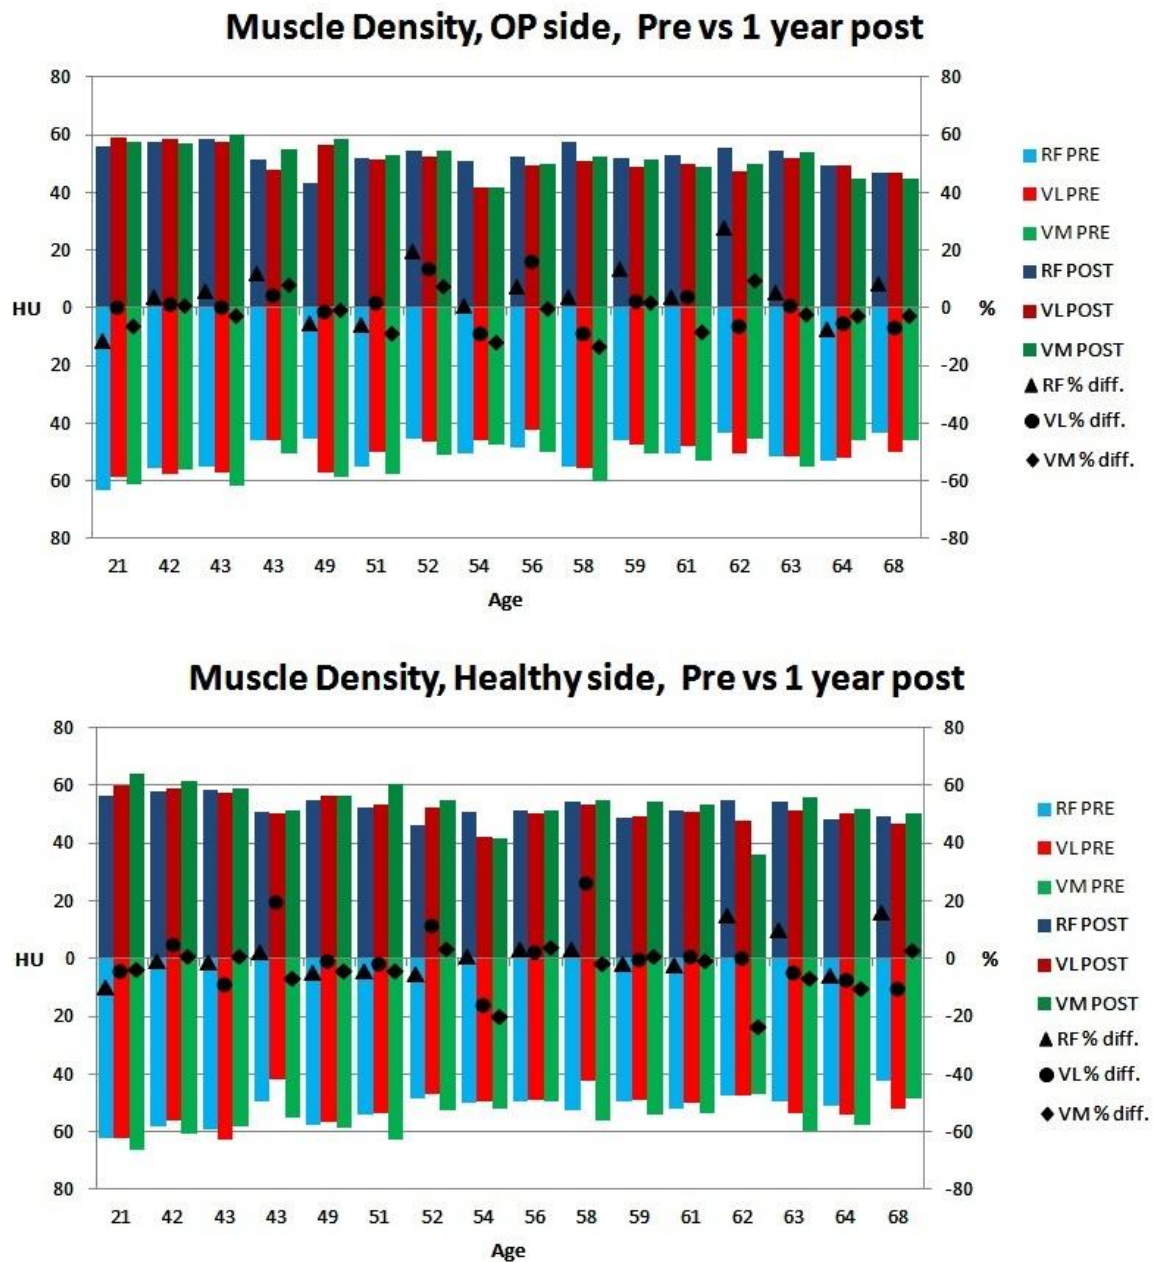 Muscle Density, OP side, Pre vs 1 year post
80 80
60 60
40 40
20 20
HU 0 0 %
20 -20
40 -40
60 -60
80 -80
21 42 43 43 49 51 52 54 56 58 59 61 62 63 64 68
Age
RF PRE
VL PRE
VM PRE
RF POST
VL POST
VM POST
RF % diff.
VL % diff.
VM % diff.
Muscle Density, Healthy side, Pre vs 1 year post
80 80
60 60
40 40
20 20
HU 0 0 %
20 -20
40 -40
60 -60
80 -80
21 42 43 43 49 51 52 54 56 58 59 61 62 63 64 68
Age
RF PRE
VL PRE
VM PRE
RF POST
VL POST
VM POST
RF % diff.
VL % diff.
VM % diff.